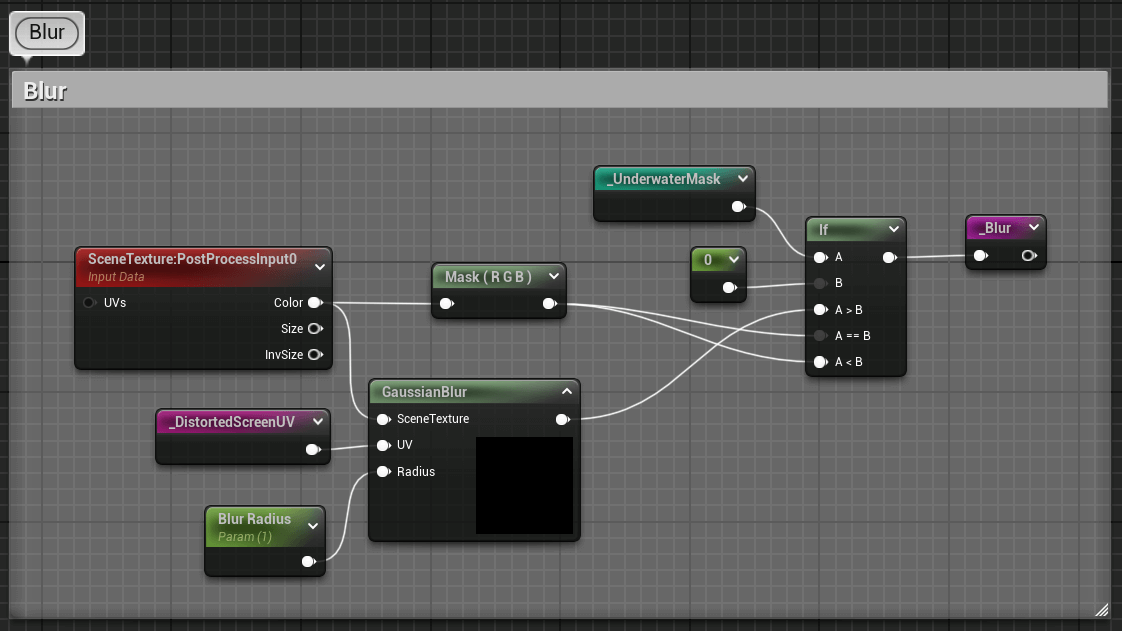 Blur
Blur
_UnderwaterMask
If
_Blur
SceneTexture:PostProcessInput0
Input Data
0
A
Mask ( R G B )
B
UVs
Color
A > B
Size
A == B
InvSize
A < B
GaussianBlur
_DistortedScreenUV
SceneTexture
UV
Radius
Blur Radius
Param (1)